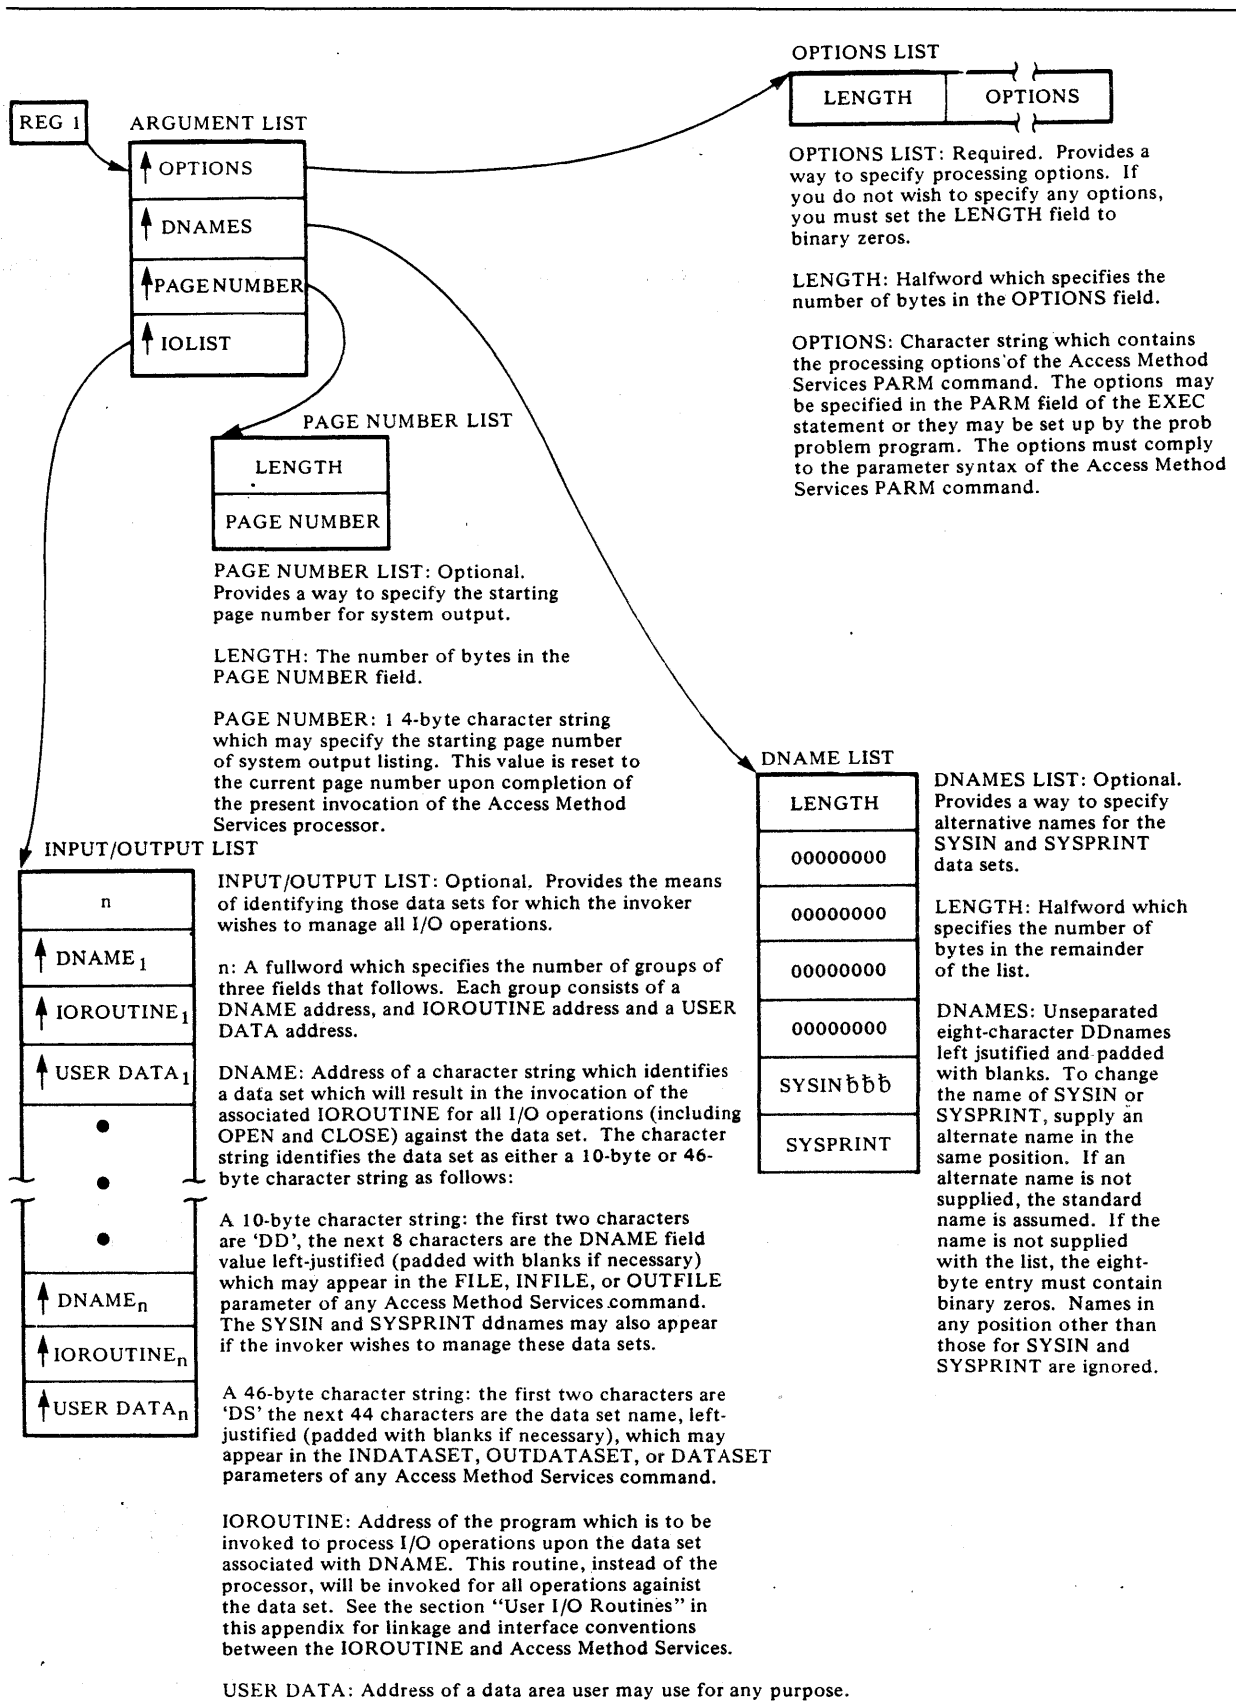 OPTIONS LIST
LENGTH
OPTIONS
REG 1
ARGUMENT LIST
OPTIONS
DNAMES
PAGE NUMBER
IOLIST
OPTIONS LIST: Required. Provides a
way to specify processing options. If
you do not wish to specify any options,
you must set the LENGTH field to
binary zeros.
LENGTH: Halfword which specifies the
number of bytes in the OPTIONS field.
OPTIONS: Character string which contains
the processing options of the Access Method
Services PARM command. The options may
be specified in the PARM field of the EXEC
statement or they may be set up by the prob
problem program. The options must comply
to the parameter syntax of the Access Method
Services PARM command.
PAGE NUMBER LIST
LENGTH
PAGE NUMBER
PAGE NUMBER LIST: Optional.
Provides a way to specify the starting
page number for system output.
LENGTH: The number of bytes in the
PAGE NUMBER field.
PAGE NUMBER: 1 4-byte character string
which may specify the starting page number
of system output listing. This value is reset to
the current page number upon completion of
the present invocation of the Access Method
Services processor.
DNAME LIST
LENGTH
00000000
00000000
00000000
00000000
SYSINƀƀƀ
SYSPRINT
DNAMES LIST: Optional.
Provides a way to specify
alternative names for the
SYSIN and SYSPRINT
data sets.
LENGTH: Halfword which
specifies the number of
bytes in the remainder
of the list.
DNAMES: Unseparated
eight-character DDnames
left jsutified and padded
with blanks. To change
the name of SYSIN or
SYSPRINT, supply an
alternate name in the
same position. If an
alternate name is not
supplied, the standard
name is assumed. If the
name is not supplied
with the list, the eight-
byte entry must contain
binary zeros. Names in
any position other than
those for SYSIN and
SYSPRINT are ignored.
INPUT/OUTPUT LIST
n
DNAME1
IOROUTINE1
USER DATA1
DNAMEn
IOROUTINEn
USER DATAn
INPUT/OUTPUT LIST: Optional. Provides the means
of identifying those data sets for which the invoker
wishes to manage all I/O operations.
n: A fullword which specifies the number of groups of
three fields that follows. Each group consists of a
DNAME address, and IOROUTINE address and a USER
DATA address.
DNAME: Address of a character string which identifies
a data set which will result in the invocation of the
associated IOROUTINE for all I/O operations (including
OPEN and CLOSE) against the data set. The character
string identifies the data set as either a 10-byte or 46-
byte character string as follows:
A 10-byte character string: the first two characters
are 'DD', the next 8 characters are the DNAME field
value left-justified (padded with blanks if necessary)
which may appear in the FILE, INFILE, or OUTFILE
parameter of any Access Method Services command.
The SYSIN and SYSPRINT ddnames may also appear
if the invoker wishes to manage these data sets.
A 46-byte character string: the first two characters are
'DS' the next 44 characters are the data set name, left-
justified (padded with blanks if necessary), which may
appear in the INDATASET, OUTDATASET, or DATASET
parameters of any Access Method Services command.
IOROUTINE: Address of the program which is to be
invoked to process I/O operations upon the data set
associated with DNAME. This routine, instead of the
processor, will be invoked for all operations againist
the data set. See the section "User I/O Routines" in
this appendix for linkage and interface conventions
between the IOROUTINE and Access Method Services.
USER DATA: Address of a data area user may use for any purpose.